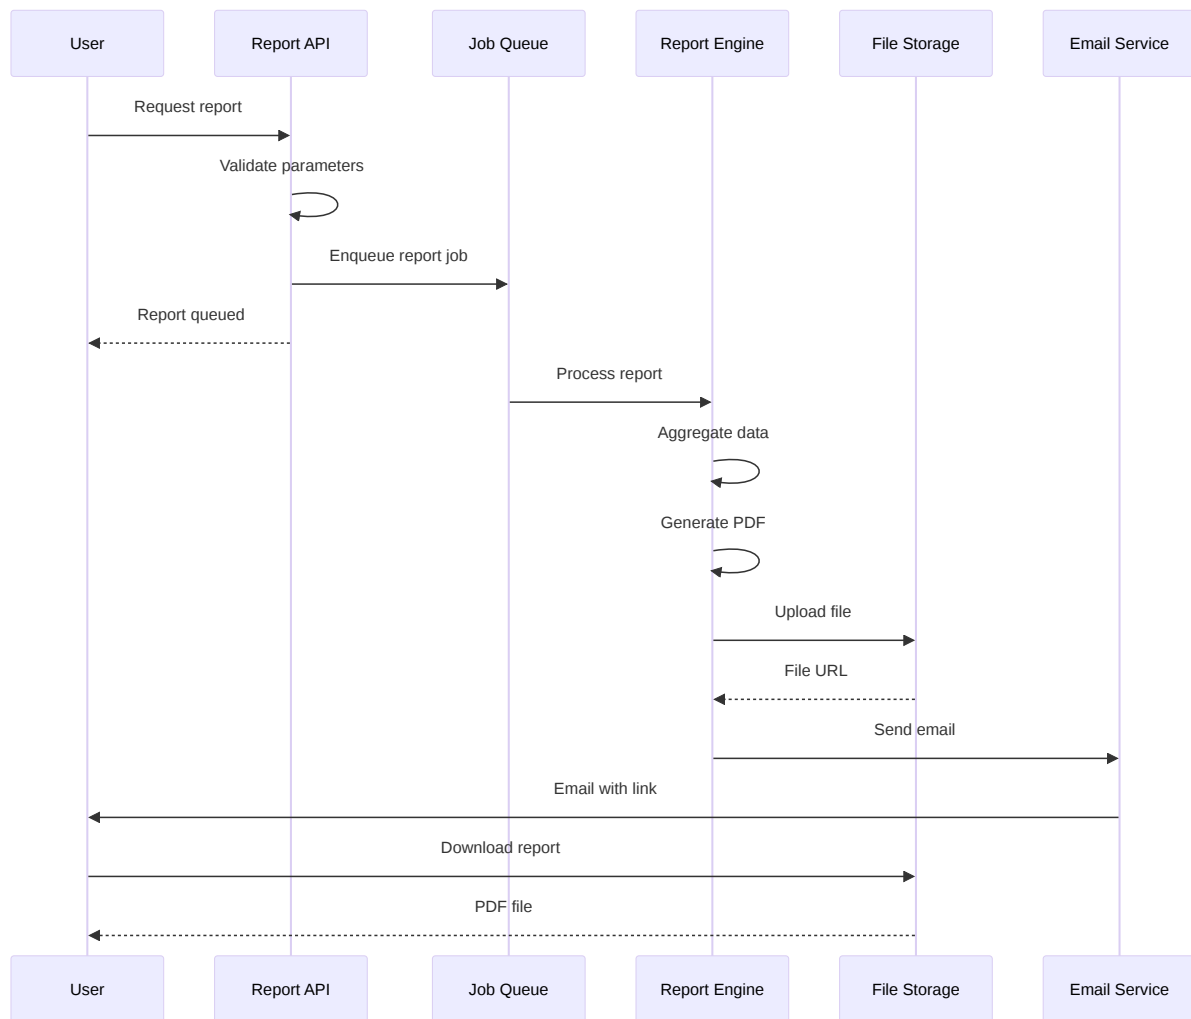 User
Report API
Job Queue
Report Engine
File Storage
Email Service
Request report
Validate parameters
Enqueue report job
Report queued
Process report
Aggregate data
Generate PDF
Upload file
File URL
Send email
Email with link
Download report
PDF file
User
Report API
Job Queue
Report Engine
File Storage
Email Service